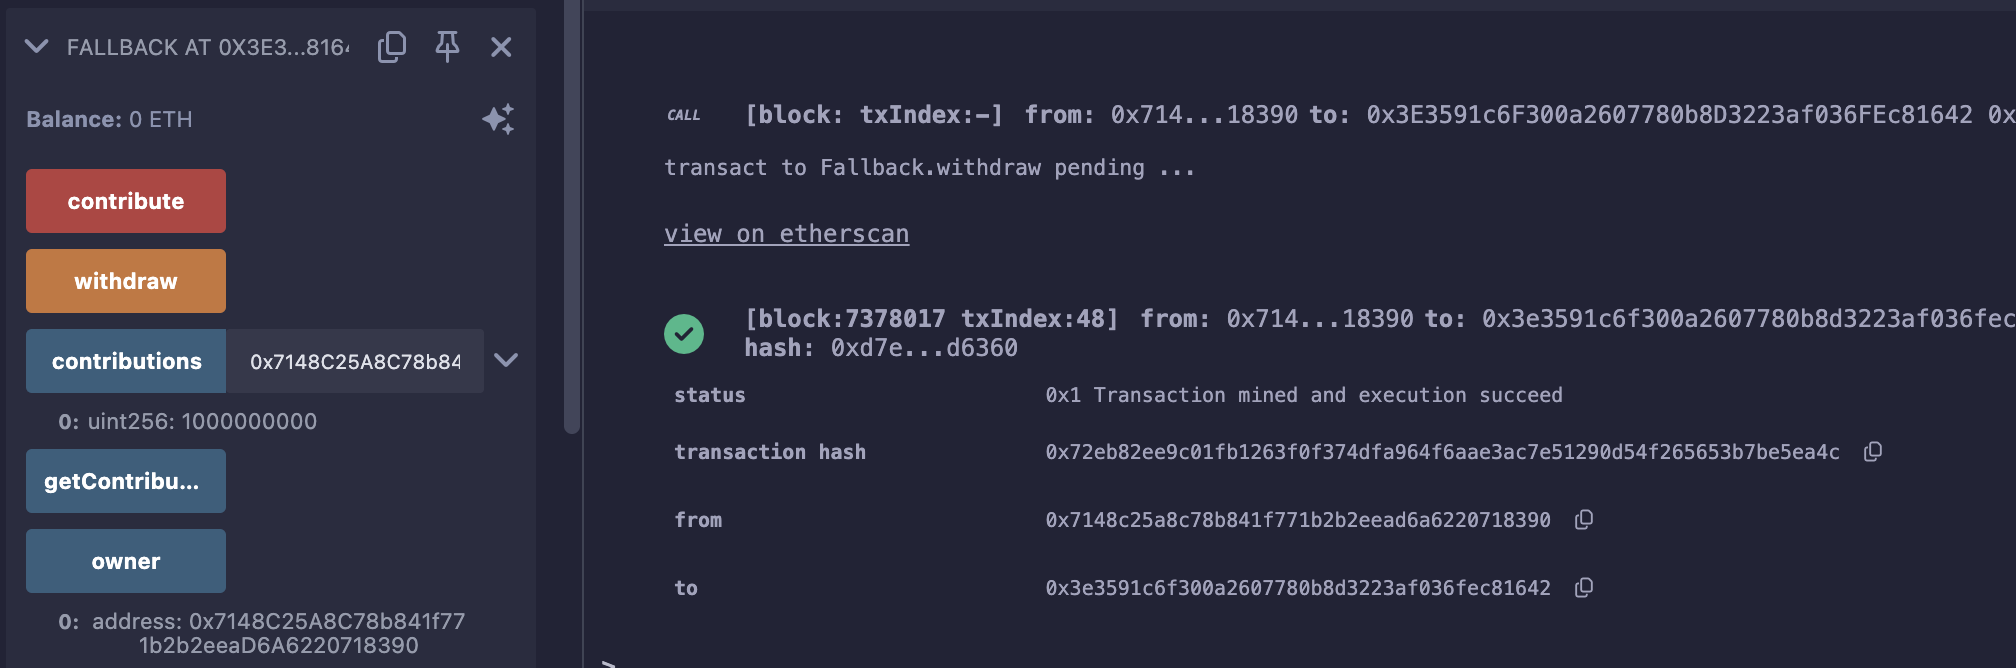 FALLBACK AT 0X3E3...8164
Balance: 0 ETH
contribute
withdraw
contributions 0x7148C25A8C78b84
0: uint256: 1000000000
getContribu...
owner
0: address: 0x7148C25A8C78b841f77
1b2b2eeaD6A6220718390
CALL [block: txIndex:-] from: 0x714...18390 to: 0x3E3591c6F300a2607780b8D3223af036FEc81642 0x
transact to Fallback.withdraw pending ...
view on etherscan
[block:7378017 txIndex:48] from: 0x714...18390 to: 0x3e3591c6f300a2607780b8d3223af036fec
hash: 0xd7e...d6360
status 0x1 Transaction mined and execution succeed
transaction hash 0x72eb82ee9c01fb1263f0f374dfa964f6aae3ac7e51290d54f265653b7be5ea4c
from 0x7148c25a8c78b841f771b2b2eead6a6220718390
to 0x3e3591c6f300a2607780b8d3223af036fec81642
>